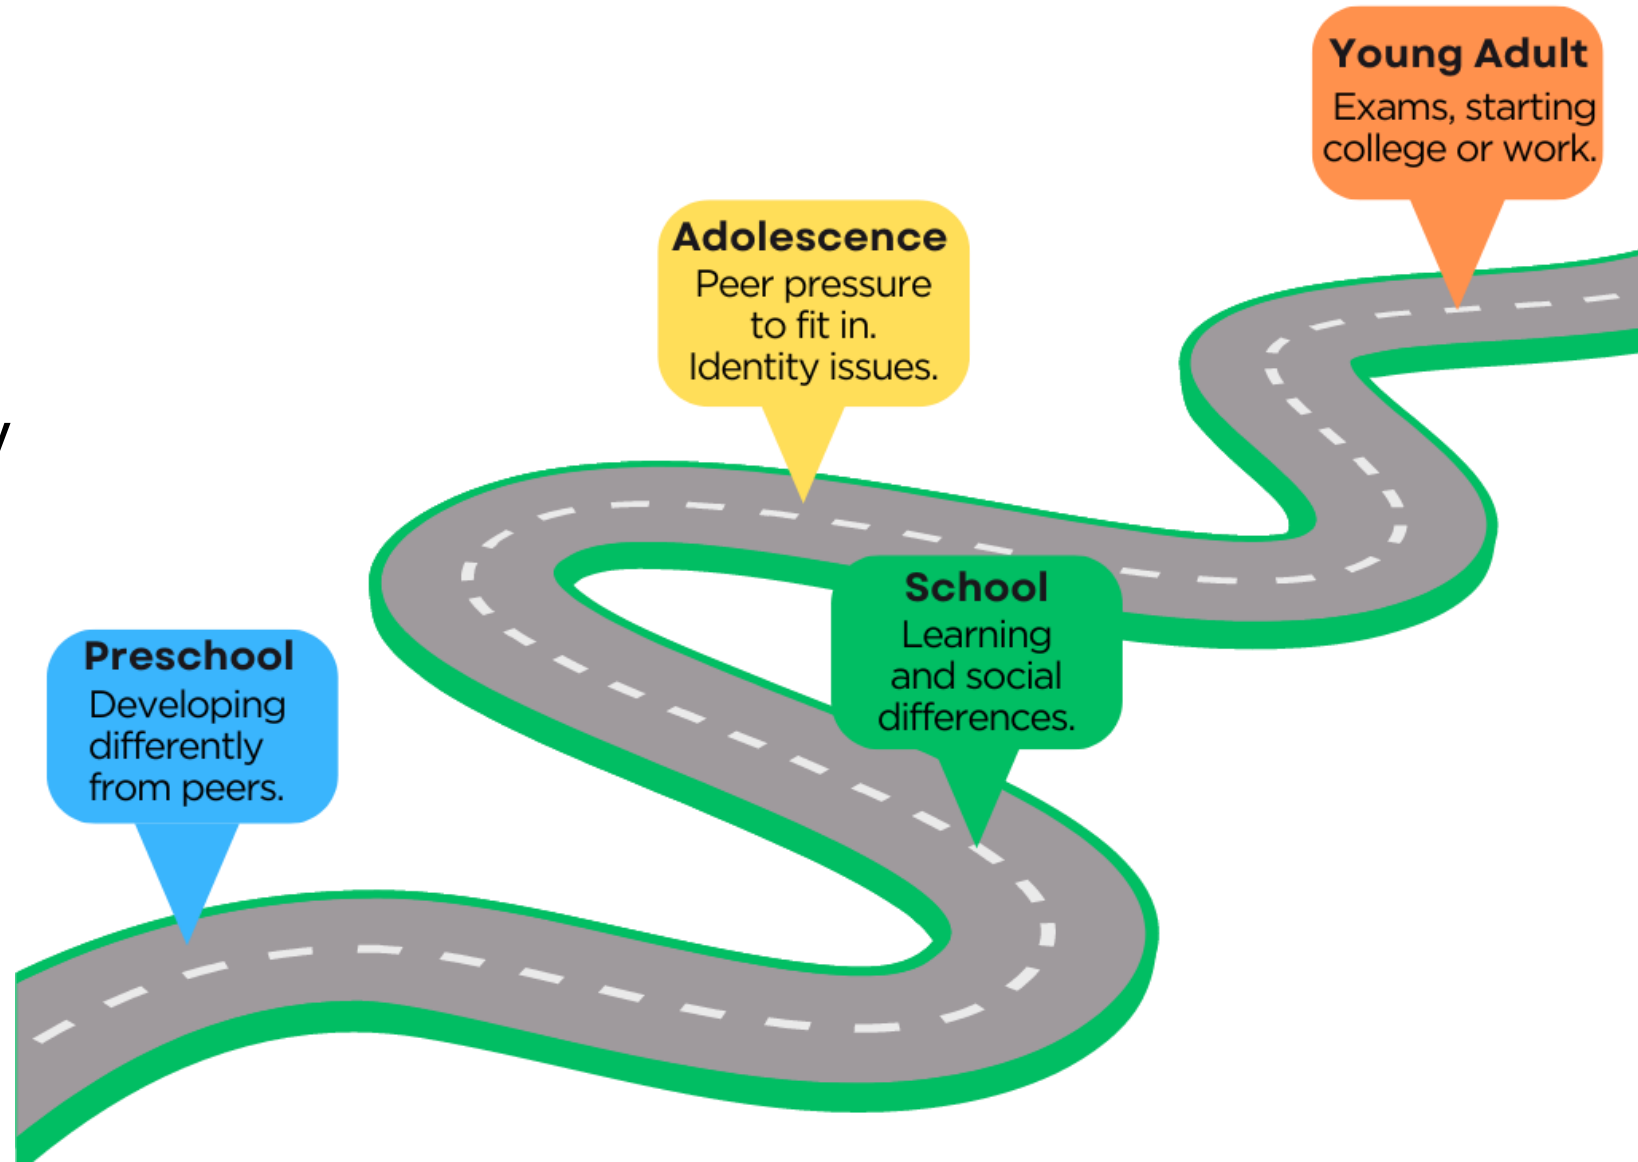 Young Adult
Exams, starting
college or work.
Adolescence
Peer pressure
to fit in.
Identity issues.
School
Learning
and social
differences.
Preschool
Developing
differently
from peers.